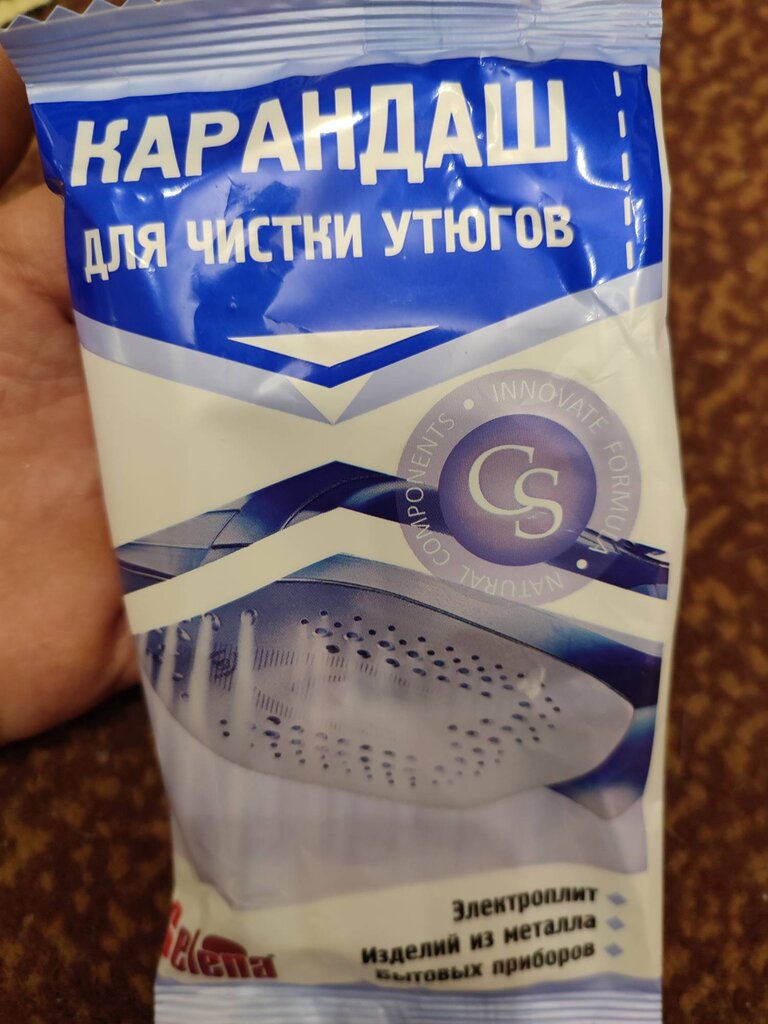 КАРАНДАШ
ДЛЯ ЧИСТКИ УТЮГОВ
INNOVATE FORMULA • NATURAL COMPONENTS •
CS
Электроплит
Изделий из металла
Бытовых приборов
Selena